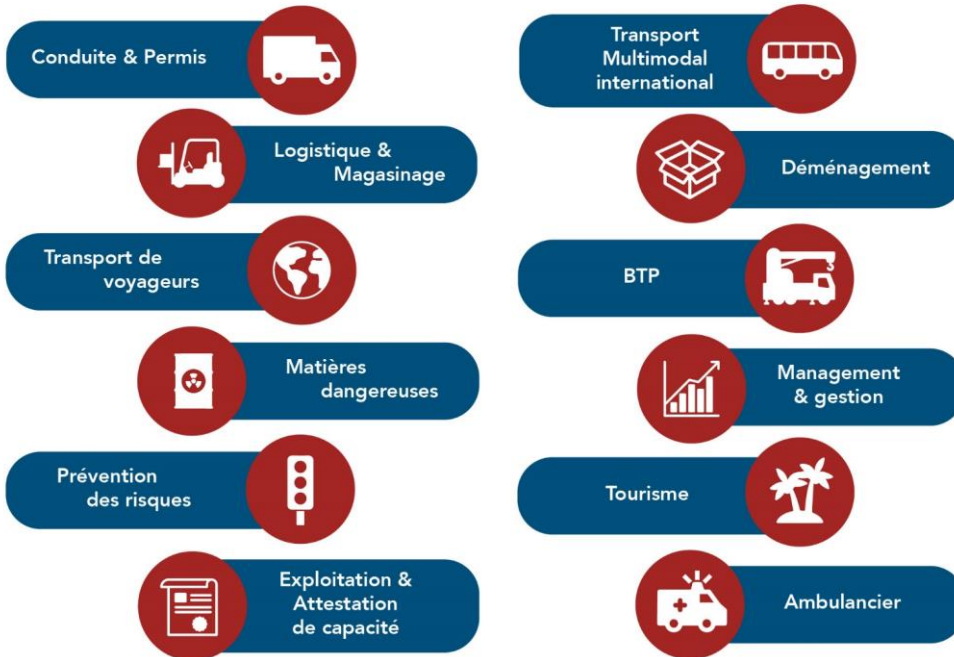 Conduite & Permis
Logistique &
Magasinage
Transport de
voyageurs
Matières
dangereuses
Prévention
des risques
Exploitation &
Attestation
de capacité
Transport
Multimodal
international
Déménagement
BTP
Management
& gestion
Tourisme
Ambulancier